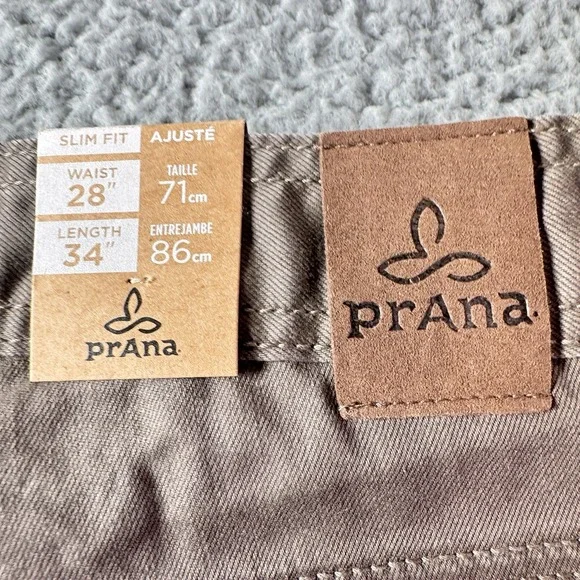 SLIM FIT AJUSTÉ
WAIST TAILLE
28" 71cm
LENGTH ENTREJAMBE
34" 86cm
prAna
prAna